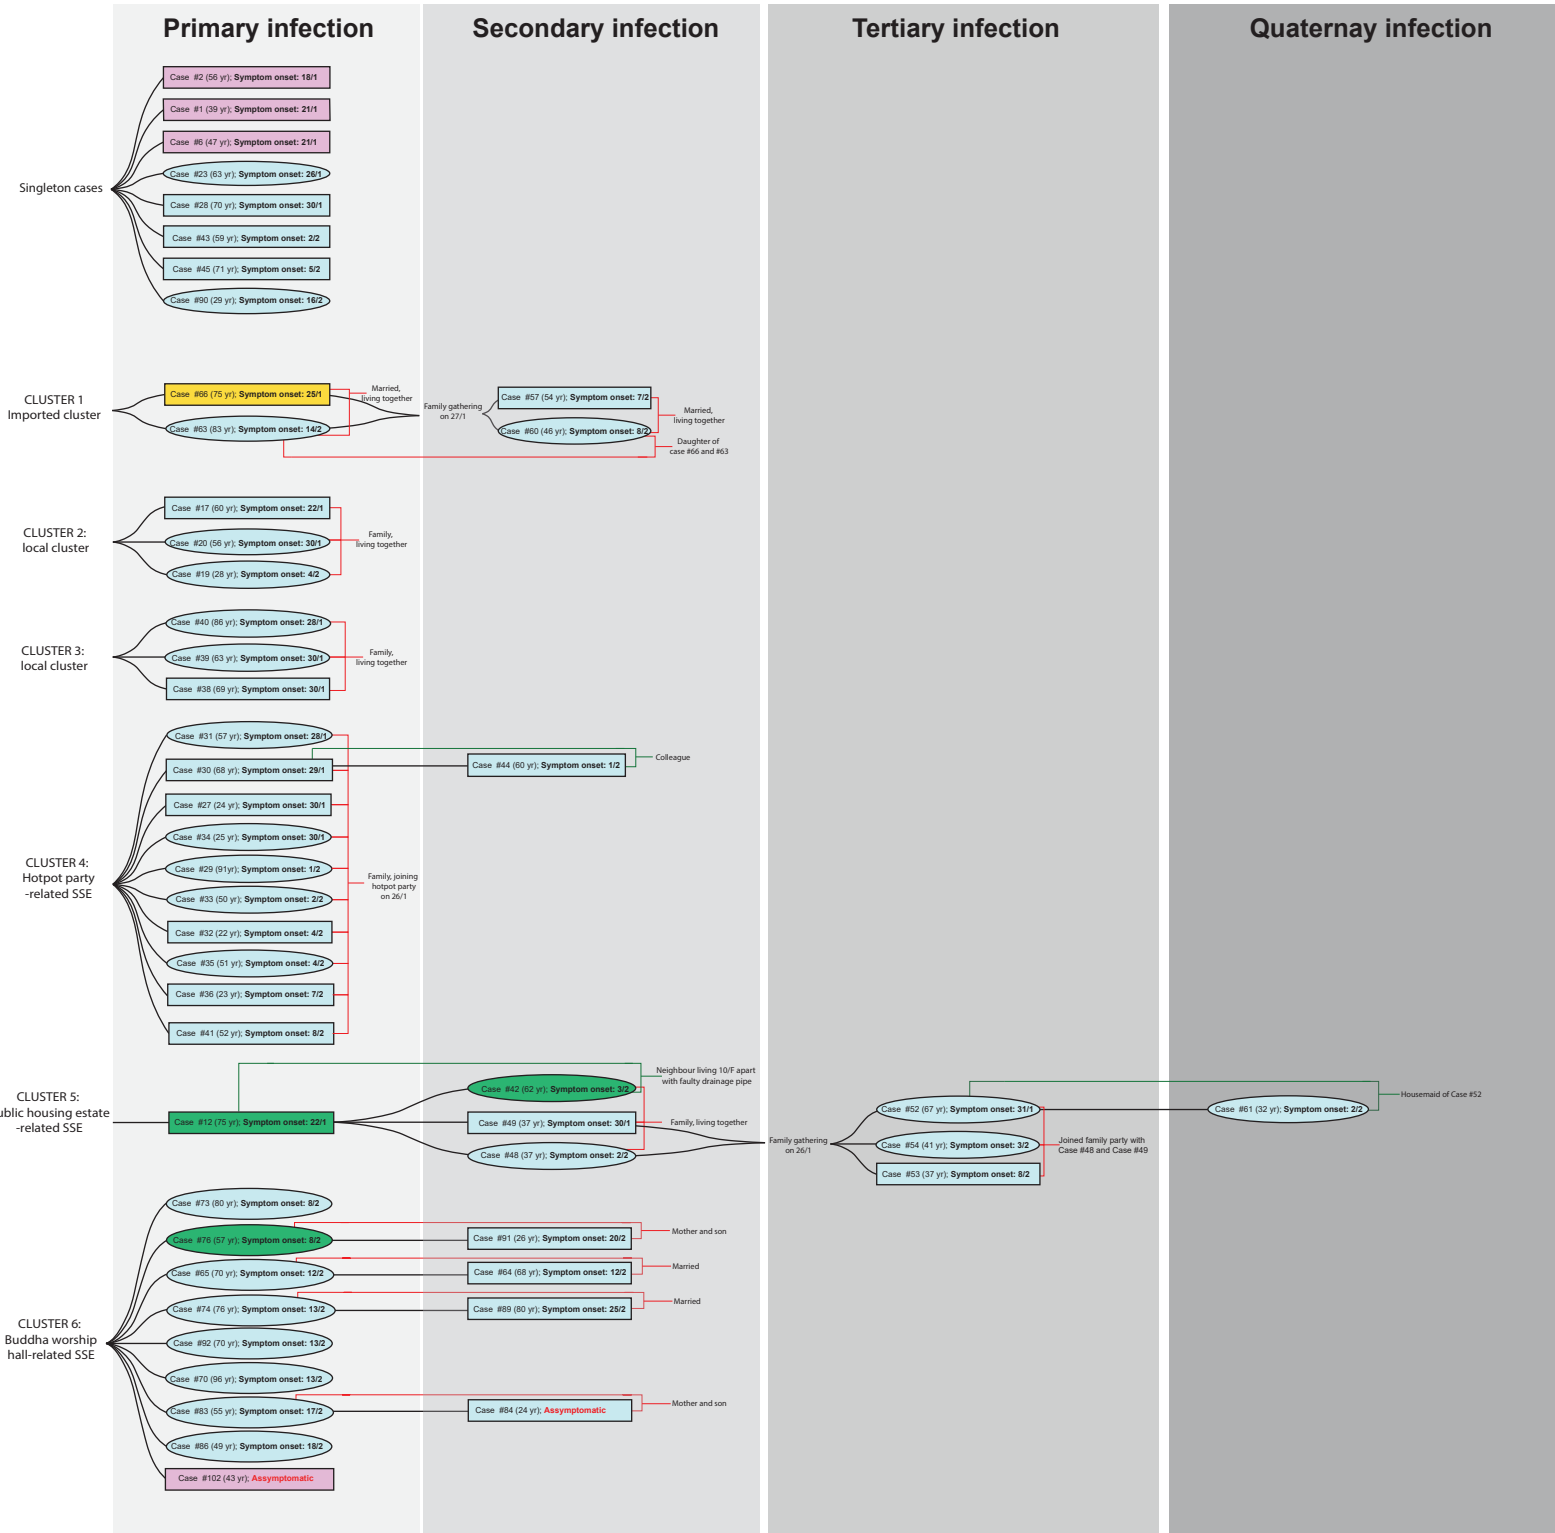 Primary infection
Secondary infection
Tertiary infection
Quaternay infection
Singleton cases
Case #2 (56 yr); Symptom onset: 18/1
Case #1 (39 yr); Symptom onset: 21/1
Case #6 (47 yr); Symptom onset: 21/1
Case #23 (63 yr); Symptom onset: 26/1
Case #28 (70 yr); Symptom onset: 30/1
Case #43 (59 yr); Symptom onset: 2/2
Case #45 (71 yr); Symptom onset: 5/2
Case #90 (29 yr); Symptom onset: 16/2
CLUSTER 1
Imported cluster
Case #66 (75 yr); Symptom onset: 25/1
Case #63 (83 yr); Symptom onset: 14/2
Married,
living together
Family gathering
on 27/1
Case #57 (54 yr); Symptom onset: 7/2
Case #60 (46 yr); Symptom onset: 8/2
Married,
living together
Daughter of
case #66 and #63
CLUSTER 2:
local cluster
Case #17 (60 yr); Symptom onset: 22/1
Case #20 (56 yr); Symptom onset: 30/1
Case #19 (28 yr); Symptom onset: 4/2
Family,
living together
CLUSTER 3:
local cluster
Case #40 (86 yr); Symptom onset: 28/1
Case #39 (63 yr); Symptom onset: 30/1
Case #38 (69 yr); Symptom onset: 30/1
Family,
living together
CLUSTER 4:
Hotpot party
-related SSE
Case #31 (57 yr); Symptom onset: 28/1
Case #30 (68 yr); Symptom onset: 29/1
Case #27 (24 yr); Symptom onset: 30/1
Case #34 (25 yr); Symptom onset: 30/1
Case #29 (91yr); Symptom onset: 1/2
Case #33 (50 yr); Symptom onset: 2/2
Case #32 (22 yr); Symptom onset: 4/2
Case #35 (51 yr); Symptom onset: 4/2
Case #36 (23 yr); Symptom onset: 7/2
Case #41 (52 yr); Symptom onset: 8/2
Family, joining
hotpot party
on 26/1
Case #44 (60 yr); Symptom onset: 1/2
Colleague
CLUSTER 5:
ublic housing estate
-related SSE
Case #12 (75 yr); Symptom onset: 22/1
Case #42 (62 yr); Symptom onset: 3/2
Case #49 (37 yr); Symptom onset: 30/1
Case #48 (37 yr); Symptom onset: 2/2
Neighbour living 10/F apart
with faulty drainage pipe
Family, living together
Family gathering
on 26/1
Case #52 (67 yr); Symptom onset: 31/1
Case #54 (41 yr); Symptom onset: 3/2
Case #53 (37 yr); Symptom onset: 8/2
Joined family party with
Case #48 and Case #49
Case #61 (32 yr); Symptom onset: 2/2
Housemaid of Case #52
CLUSTER 6:
Buddha worship
hall-related SSE
Case #73 (80 yr); Symptom onset: 8/2
Case #76 (57 yr); Symptom onset: 8/2
Case #65 (70 yr); Symptom onset: 12/2
Case #74 (76 yr); Symptom onset: 13/2
Case #92 (70 yr); Symptom onset: 13/2
Case #70 (96 yr); Symptom onset: 13/2
Case #83 (55 yr); Symptom onset: 17/2
Case #86 (49 yr); Symptom onset: 18/2
Case #102 (43 yr); Assymptomatic
Case #91 (26 yr); Symptom onset: 20/2
Mother and son
Case #64 (68 yr); Symptom onset: 12/2
Married
Case #89 (80 yr); Symptom onset: 25/2
Married
Case #84 (24 yr); Assymptomatic
Mother and son